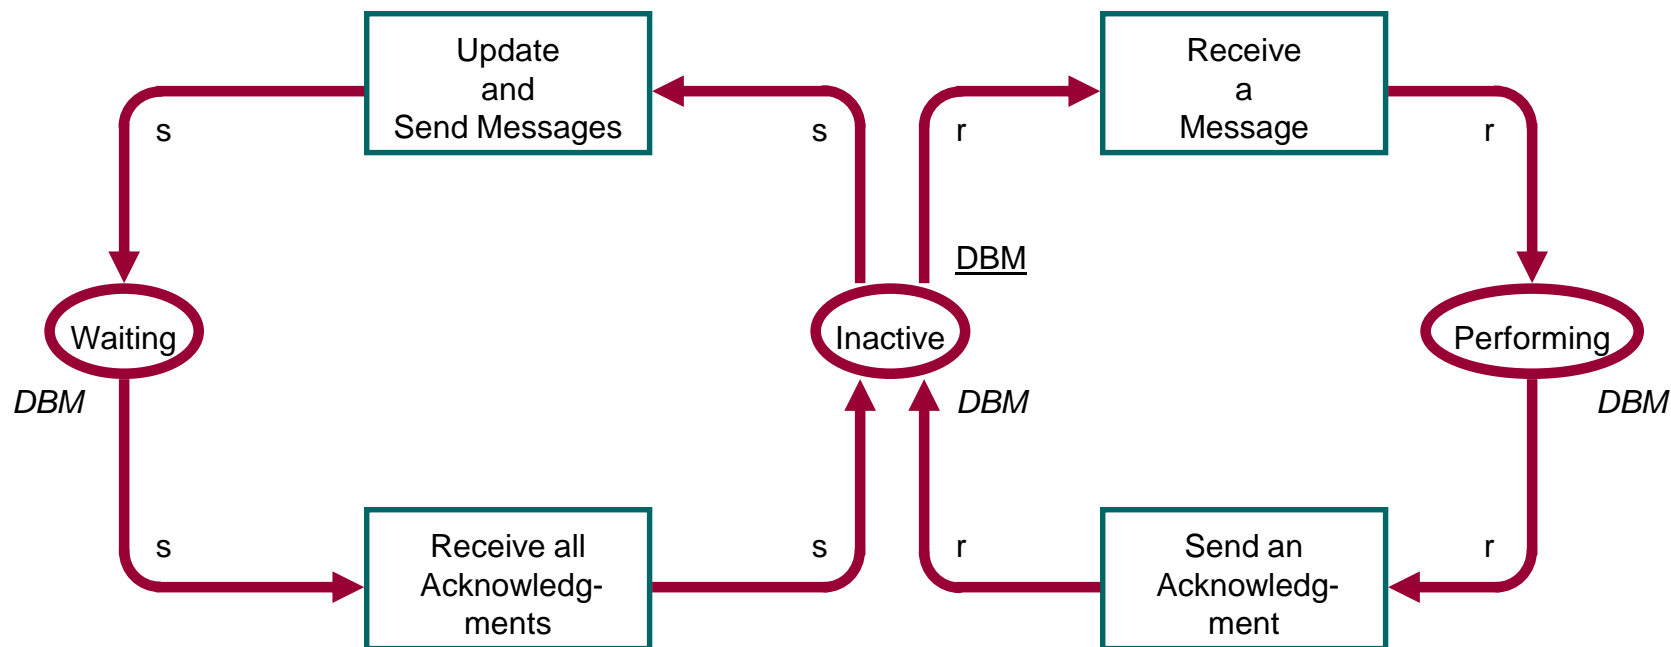 Update
and
Send Messages
Receive
a
Message
s
s
r
r
DBM
Waiting
Inactive
Performing
DBM
DBM
DBM
s
s
r
r
Receive all
Acknowledg-
ments
Send an
Acknowledg-
ment